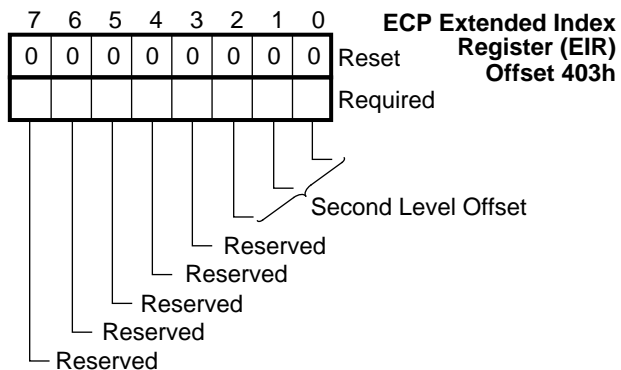 7 6 5 4 3 2 1 0
ECP Extended Index
Register (EIR)
Offset 403h
0 0 0 0 0 0 0 0 Reset
Required
Second Level Offset
Reserved
Reserved
Reserved
Reserved
Reserved